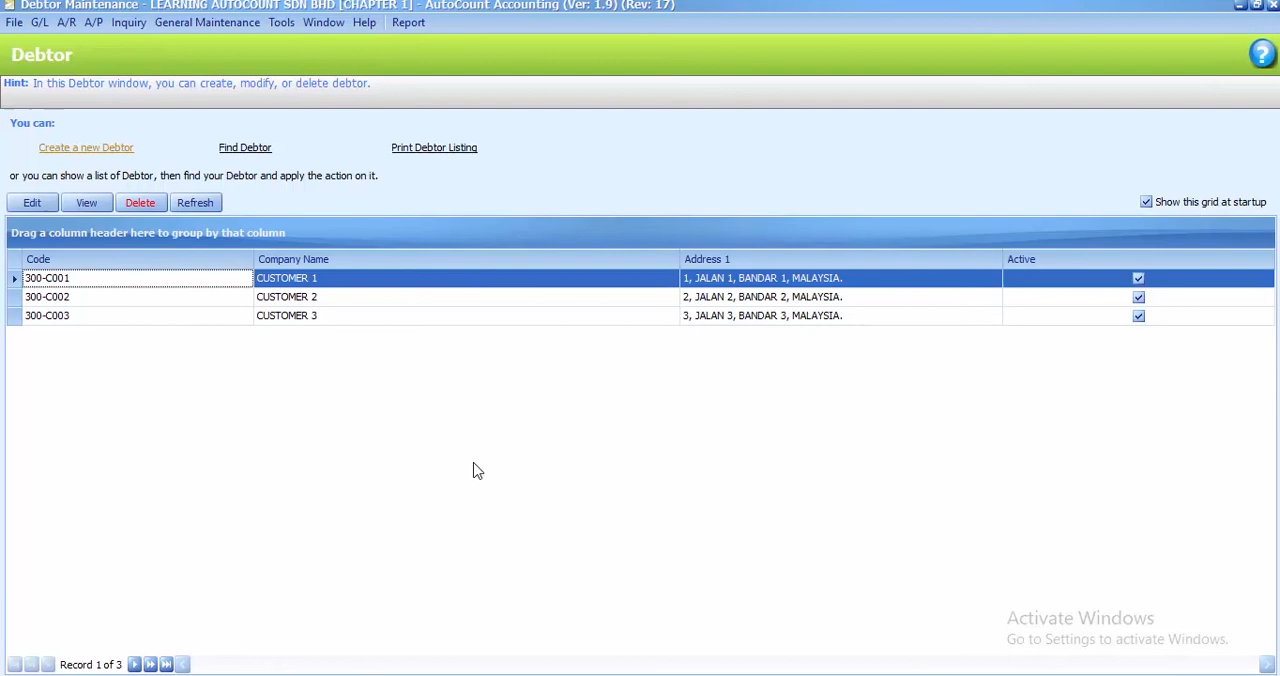 Debtor Maintenance - LEARNING AUTOCOUNT SDN BHD [CHAPTER 1] - AutoCount Accounting (Ver: 1.9) (Rev: 17)
File G/L A/R A/P Inquiry General Maintenance Tools Window Help Report
Debtor
?
Hint: In this Debtor window, you can create, modify, or delete debtor.
You can:
Create a new Debtor Find Debtor Print Debtor Listing
or you can show a list of Debtor, then find your Debtor and apply the action on it.
Edit View Delete Refresh Show this grid at startup
Drag a column header here to group by that column
Code Company Name Address 1 Active
300-C001 CUSTOMER 1 1, JALAN 1, BANDAR 1, MALAYSIA.
300-C002 CUSTOMER 2 2, JALAN 2, BANDAR 2, MALAYSIA.
300-C003 CUSTOMER 3 3, JALAN 3, BANDAR 3, MALAYSIA.
Activate Windows
Go to Settings to activate Windows.
Record 1 of 3